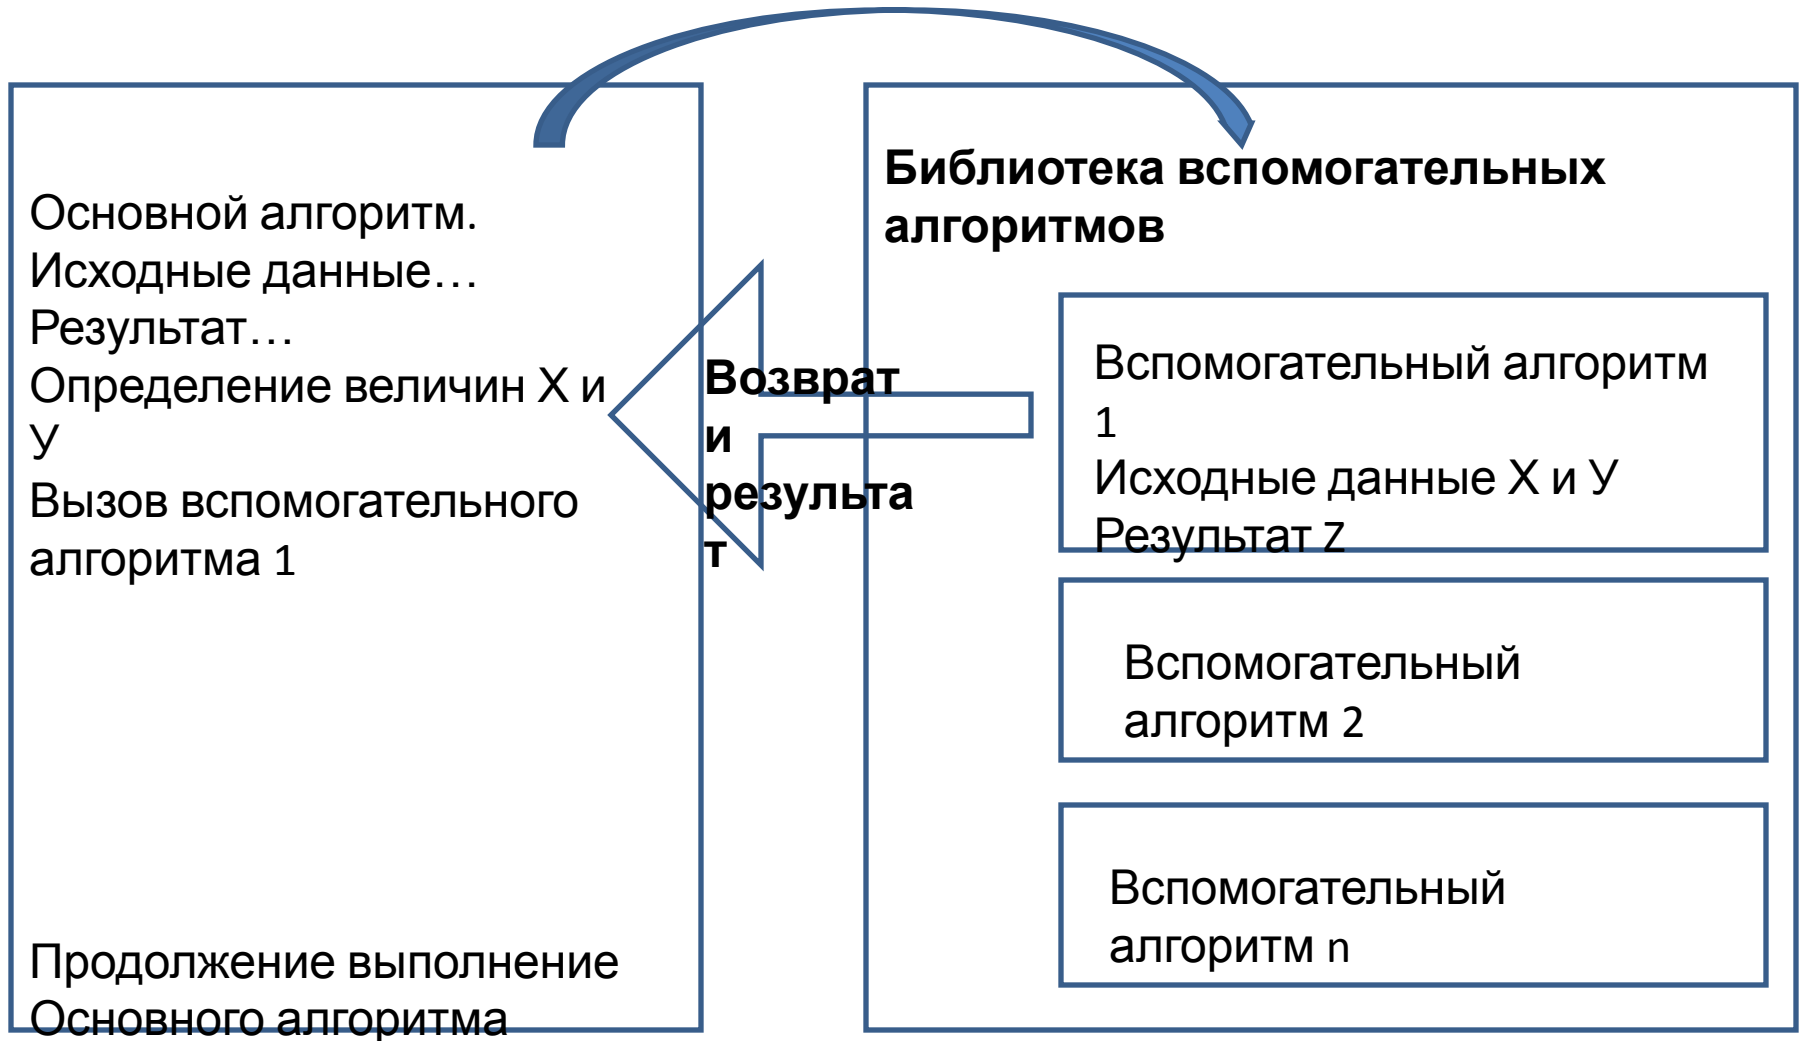 Основной алгоритм.
Исходные данные…
Результат…
Определение величин Х и
У
Вызов вспомогательного
алгоритма 1
Продолжение выполнение
Основного алгоритма
Возврат
и
результа
т
Библиотека вспомогательных
алгоритмов
Вспомогательный алгоритм
1
Исходные данные Х и У
Результат Z
Вспомогательный
алгоритм 2
Вспомогательный
алгоритм n